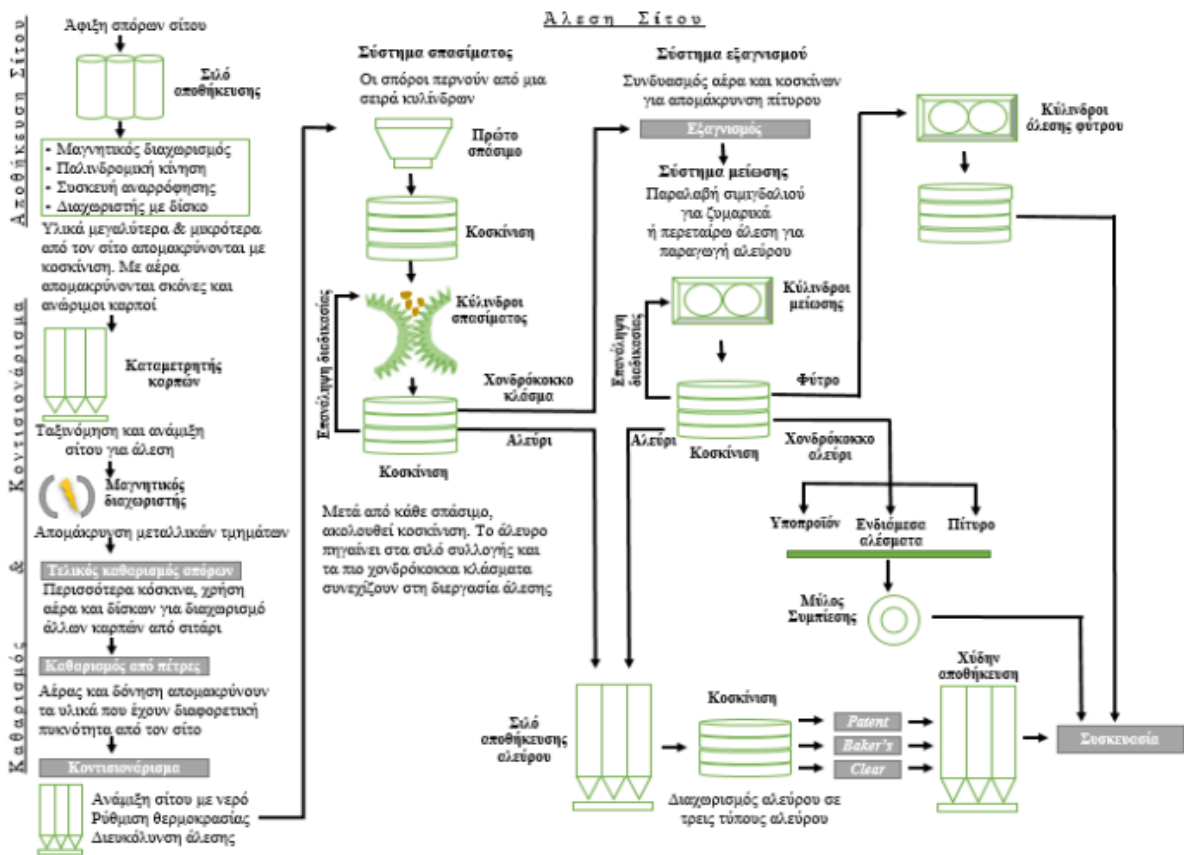 Άλεση Σίτου
Αποθήκευση Σίτου
Άφιξη σπόρων σίτου
Σιλό
αποθήκευσης
- Μαγνητικός διαχωρισμός
- Παλινδρομική κίνηση
- Συσκευή αναρρόφησης
- Διαχωριστής με δίσκο
Υλικά μεγαλύτερα & μικρότερα
από τον σίτο απομακρύνονται με
κοσκίνιση. Με αέρα
απομακρύνονται σκόνες και
ανώριμοι καρποί
Καθαρισμός & Κοντισιονάρισμα
Καταμετρητής
καρπών
Ταξινόμηση και ανάμιξη
σίτου για άλεση
Μαγνητικός
διαχωριστής
Απομάκρυνση μεταλλικών τμημάτων
Τελικός καθαρισμός σπόρων
Περισσότερα κόσκινα, χρήση
αέρα και δίσκων για διαχωρισμό
άλλων καρπών από σιτάρι
Καθαρισμός από πέτρες
Αέρας και δόνηση απομακρύνουν
τα υλικά που έχουν διαφορετική
πυκνότητα από τον σίτο
Κοντισιονάρισμα
Ανάμιξη σίτου με νερό
Ρύθμιση θερμοκρασίας
Διευκόλυνση άλεσης
Σύστημα σπασίματος
Οι σπόροι περνούν από μια
σειρά κυλίνδρων
Πρώτο
σπάσιμο
Κοσκίνιση
Κύλινδροι
σπασίματος
Επανάληψη διαδικασίας
Χονδρόκοκκο
κλάσμα
Αλεύρι
Κοσκίνιση
Μετά από κάθε σπάσιμο,
ακολουθεί κοσκίνιση. Το άλευρο
πηγαίνει στα σιλό συλλογής και
τα πιο χονδρόκοκκα κλάσματα
συνεχίζουν στη διεργασία άλεσης
Σύστημα εξαγνισμού
Συνδυασμός αέρα και κοσκίνων
για απομάκρυνση πίτυρου
Εξαγνισμός
Σύστημα μείωσης
Παραλαβή σιμιγδαλιού
για ζυμαρικά
ή περεταίρω άλεση για
παραγωγή αλεύρου
Κύλινδροι
μείωσης
Επανάληψη
διαδικασίας
Φύτρο
Αλεύρι
Κοσκίνιση
Χονδρόκοκκο
αλεύρι
Κύλινδροι
άλεσης φύτρου
Υποπροϊόν
Ενδιάμεσα
αλέσματα
Πίτυρο
Μύλος
Συμπίεσης
Σιλό
αποθήκευσης
αλεύρου
Κοσκίνιση
Διαχωρισμός αλεύρου σε
τρεις τύπους αλεύρου
Patent
Baker's
Clear
Χύδην
αποθήκευση
Συσκευασία